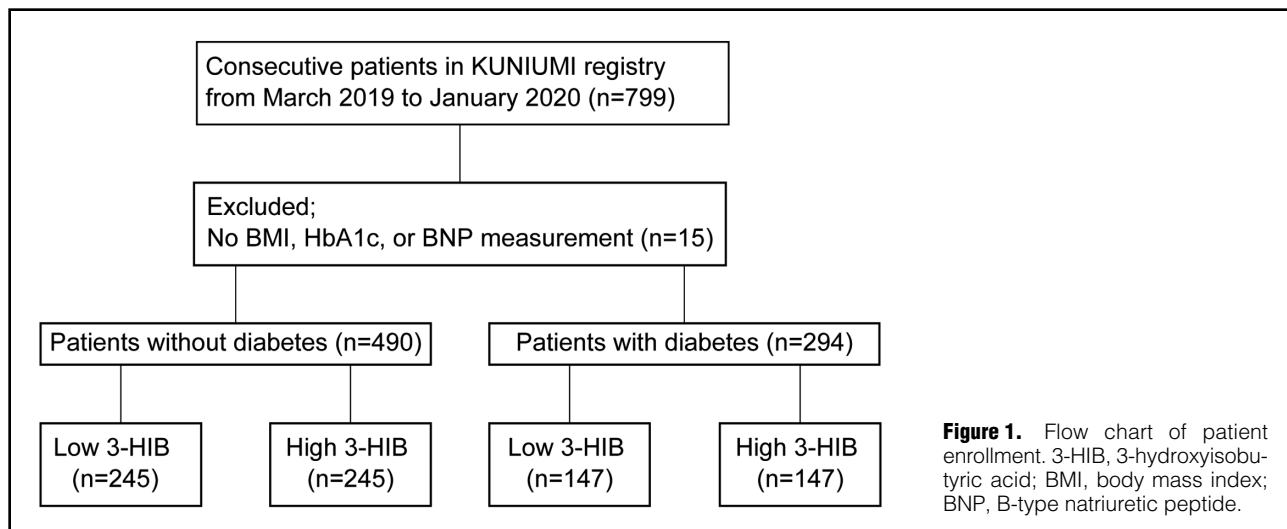 Consecutive patients in KUNIUMI registry
from March 2019 to January 2020 (n=799)
Excluded;
No BMI, HbA1c, or BNP measurement (n=15)
Patients without diabetes (n=490)
Patients with diabetes (n=294)
Low 3-HIB
(n=245)
High 3-HIB
(n=245)
Low 3-HIB
(n=147)
High 3-HIB
(n=147)
Figure 1. Flow chart of patient
enrollment. 3-HIB, 3-hydroxyisobu-
tyric acid; BMI, body mass index;
BNP, B-type natriuretic peptide.